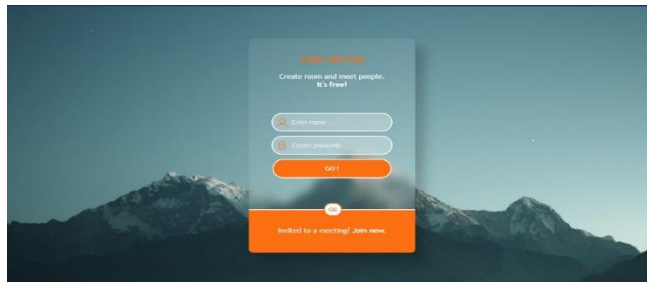 Create room and meet people.
It's free!
Enter name...
Create passcode
GO !
OR
Invited to a meeting? Join now.